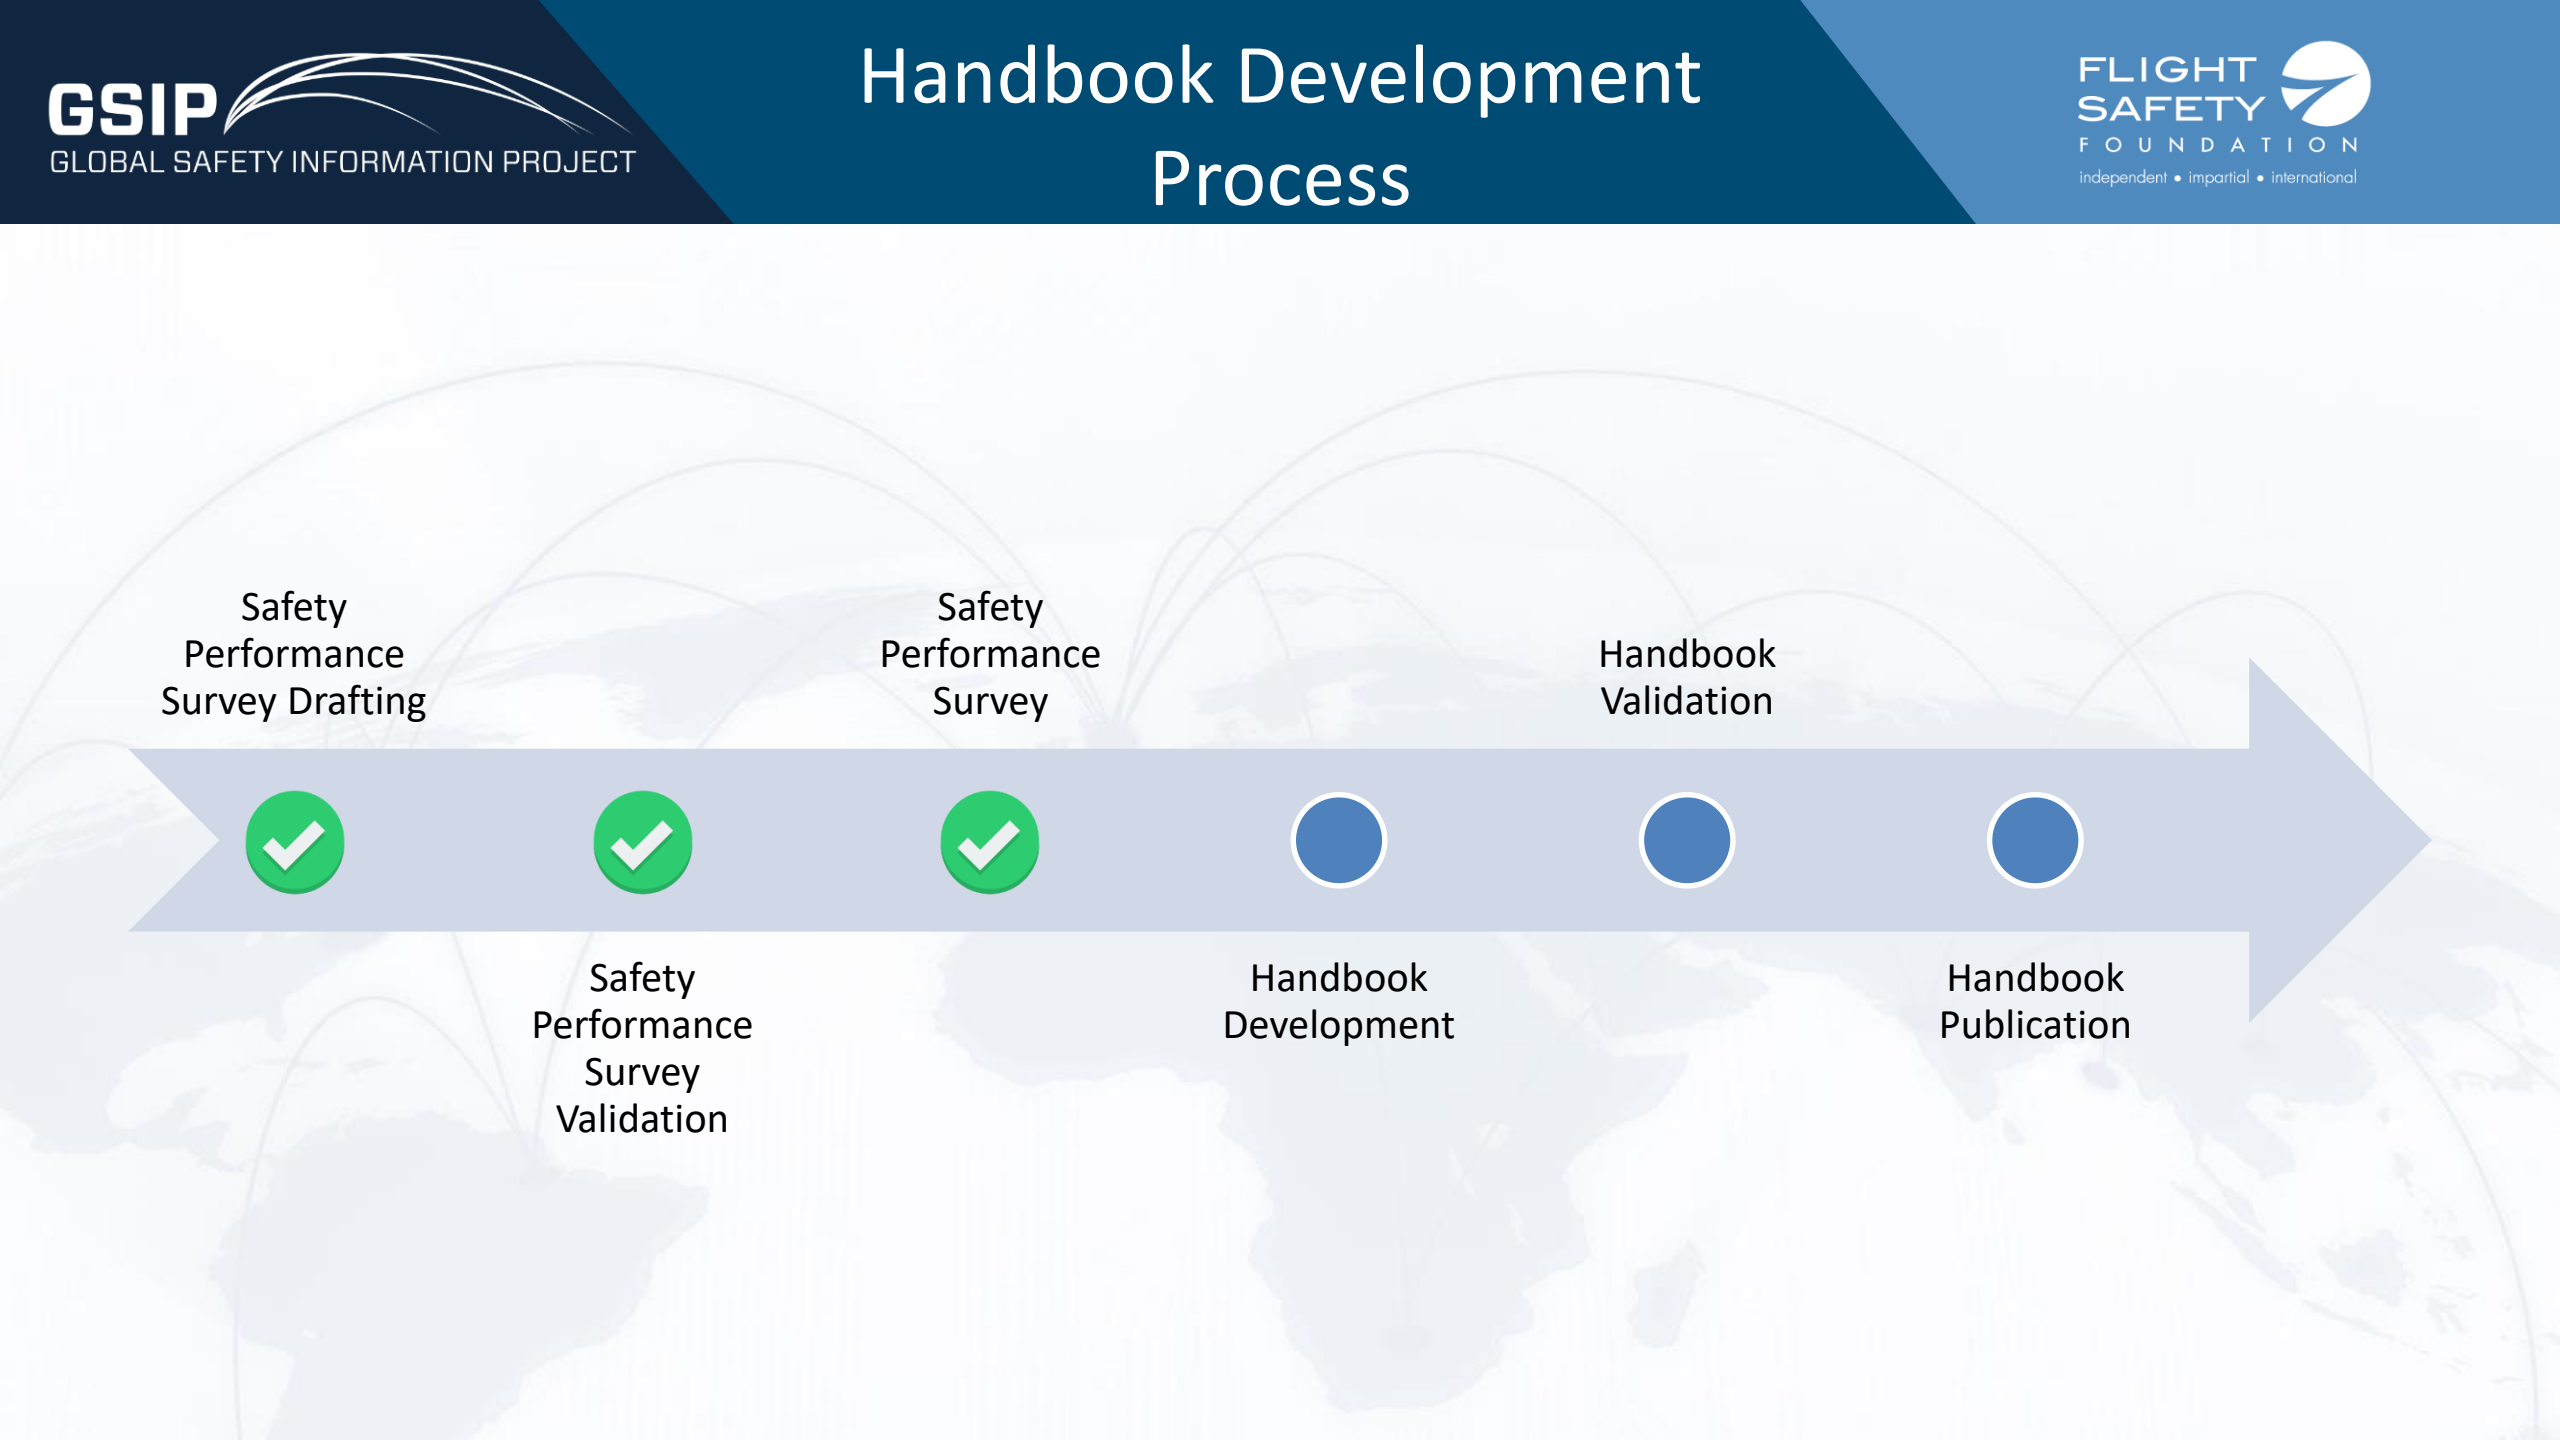 GSIP
GLOBAL SAFETY INFORMATION PROJECT
Handbook Development
Process
FLIGHT
SAFETY
FOUNDATION
independent • impartial • international
Safety
Performance
Survey Drafting
Safety
Performance
Survey
Validation
Safety
Performance
Survey
Handbook
Development
Handbook
Validation
Handbook
Publication